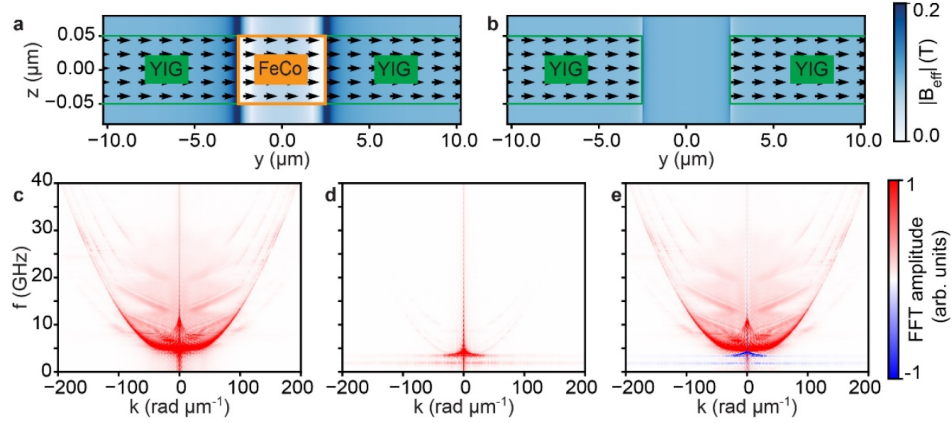 a
b
0.05
0.00
−0.05
z (µm)
YIG
FeCo
YIG
YIG
YIG
−10.0
−5.0
0.0
5.0
10.0
−10.0
−5.0
0.0
5.0
10.0
y (µm)
y (µm)
0.2
0.0
|B_eff| (T)
c
d
e
40
30
20
10
0
f (GHz)
−200
−100
0
100
200
−200
−100
0
100
200
−200
−100
0
100
200
k (rad µm⁻¹)
k (rad µm⁻¹)
k (rad µm⁻¹)
1
-1
FFT amplitude
(arb. units)